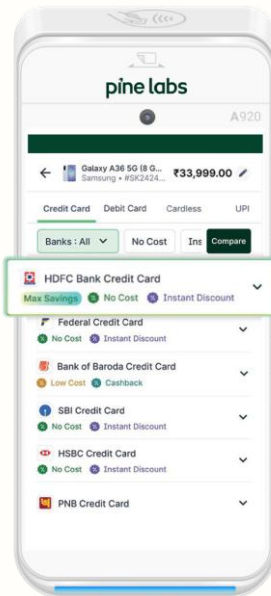 pine labs
A920
Galaxy A36 5G (8 G... ₹33,999.00
Samsung • #SK2424...
Credit Card Debit Card Cardless UPI
Banks : All No Cost Ins Compare
HDFC Bank Credit Card
Max Savings No Cost Instant Discount
Federal Credit Card
No Cost Instant Discount
Bank of Baroda Credit Card
Low Cost Cashback
SBI Credit Card
No Cost Instant Discount
HSBC Credit Card
No Cost Instant Discount
PNB Credit Card